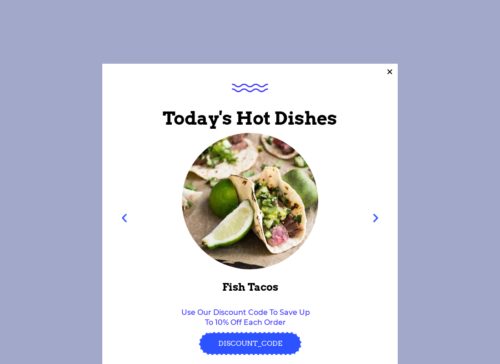 Today's Hot Dishes
Fish Tacos
Use Our Discount Code To Save Up
To 10% Off Each Order
DISCOUNT_CODE